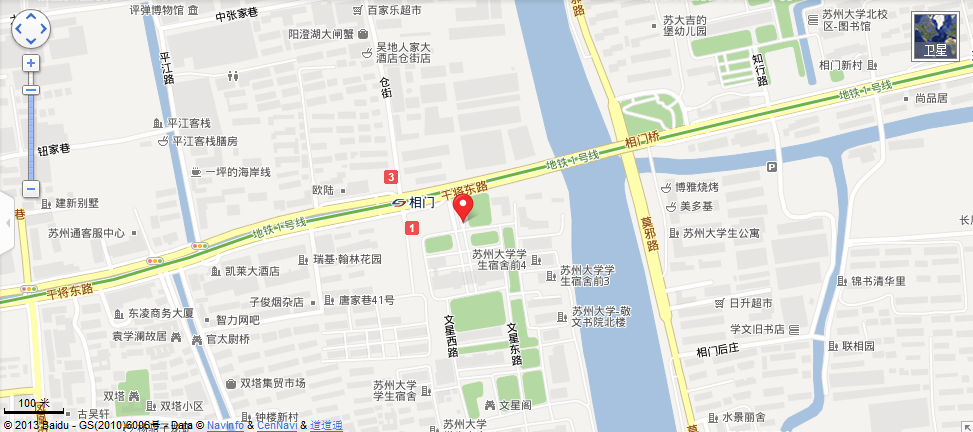 评弹博物馆
中张家巷
百家乐超市
苏大吉的
堡幼儿园
苏州大学北校
区-图书馆
卫星
阳澄湖大闸蟹
吴地人家大
酒店仓街店
平江路
仓街
知行路
相门新村
地铁1号线
尚品居
平江客栈
平江客栈膳房
钮家巷
相门桥
一坪的海岸线
地铁1号线
P
欧陆
3
干将东路
博雅烧烤
美多基
建新别墅
相门
1
莫邪路
苏州通客服中心
地铁1号线
苏州大学生公寓
瑞基·翰林花园
苏州大学学
生宿舍前4
凯莱大酒店
苏州大学学
生宿舍前3
锦书清华里
干将东路
子俊烟杂店
唐家巷41号
日升超市
东凌商务大厦
智力网吧
文星西路
文星东路
苏州大学-敬
文书院北楼
学文旧书店
袁学澜故居
官太尉桥
相门后庄
联相园
双塔集贸市场
苏州大学
学生宿舍
双塔
双塔小区
文星阁
100 米
古吴轩
钟楼新村
苏州大学
水景丽舍
© 2013 Baidu - GS(2010)6006号 - Data © NavInfo & CenNavi & 道道通